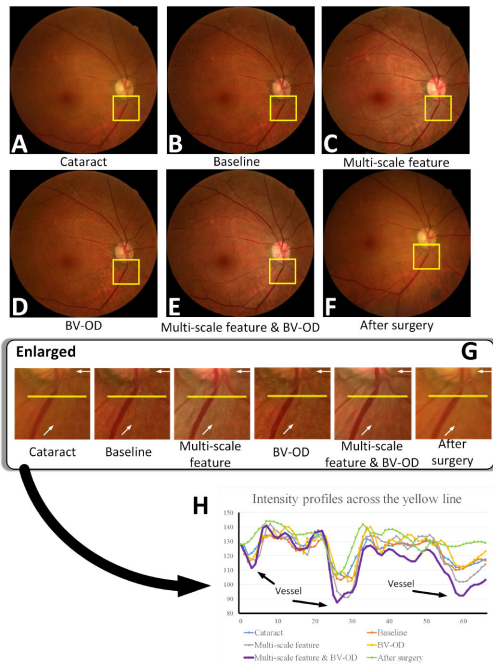 A
B
C
Cataract
Baseline
Multi-scale feature
D
E
F
BV-OD
Multi-scale feature & BV-OD
After surgery
Enlarged
G
Cataract
Baseline
Multi-scale
feature
BV-OD
Multi-scale
feature & BV-OD
After
surgery
H
Intensity profiles across the yellow line
150
140
130
120
110
100
90
80
Vessel
Vessel
0
10
20
30
40
50
60
Cataract
Baseline
Multi-scale feature
BV-OD
Multi-scale feature & BV-OD
After surgery